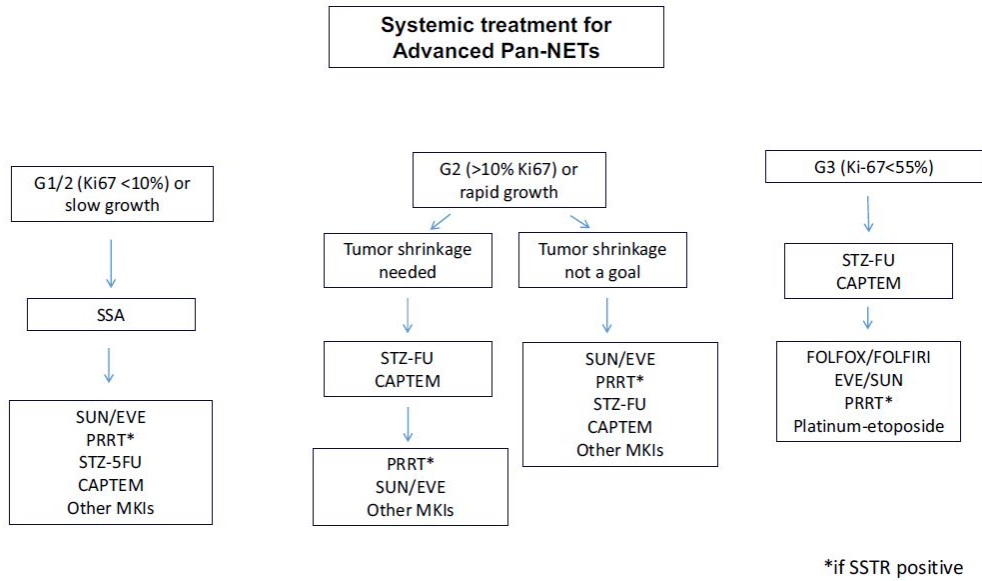 Systemic treatment for
Advanced Pan-NETs
G1/2 (Ki67 <10%) or
slow growth
SSA
SUN/EVE
PRRT*
STZ-5FU
CAPTEM
Other MKIs
G2 (>10% Ki67) or
rapid growth
Tumor shrinkage
needed
STZ-FU
CAPTEM
PRRT*
SUN/EVE
Other MKIs
Tumor shrinkage
not a goal
SUN/EVE
PRRT*
STZ-FU
CAPTEM
Other MKIs
G3 (Ki-67<55%)
STZ-FU
CAPTEM
FOLFOX/FOLFIRI
EVE/SUN
PRRT*
Platinum-etoposide
*if SSTR positive